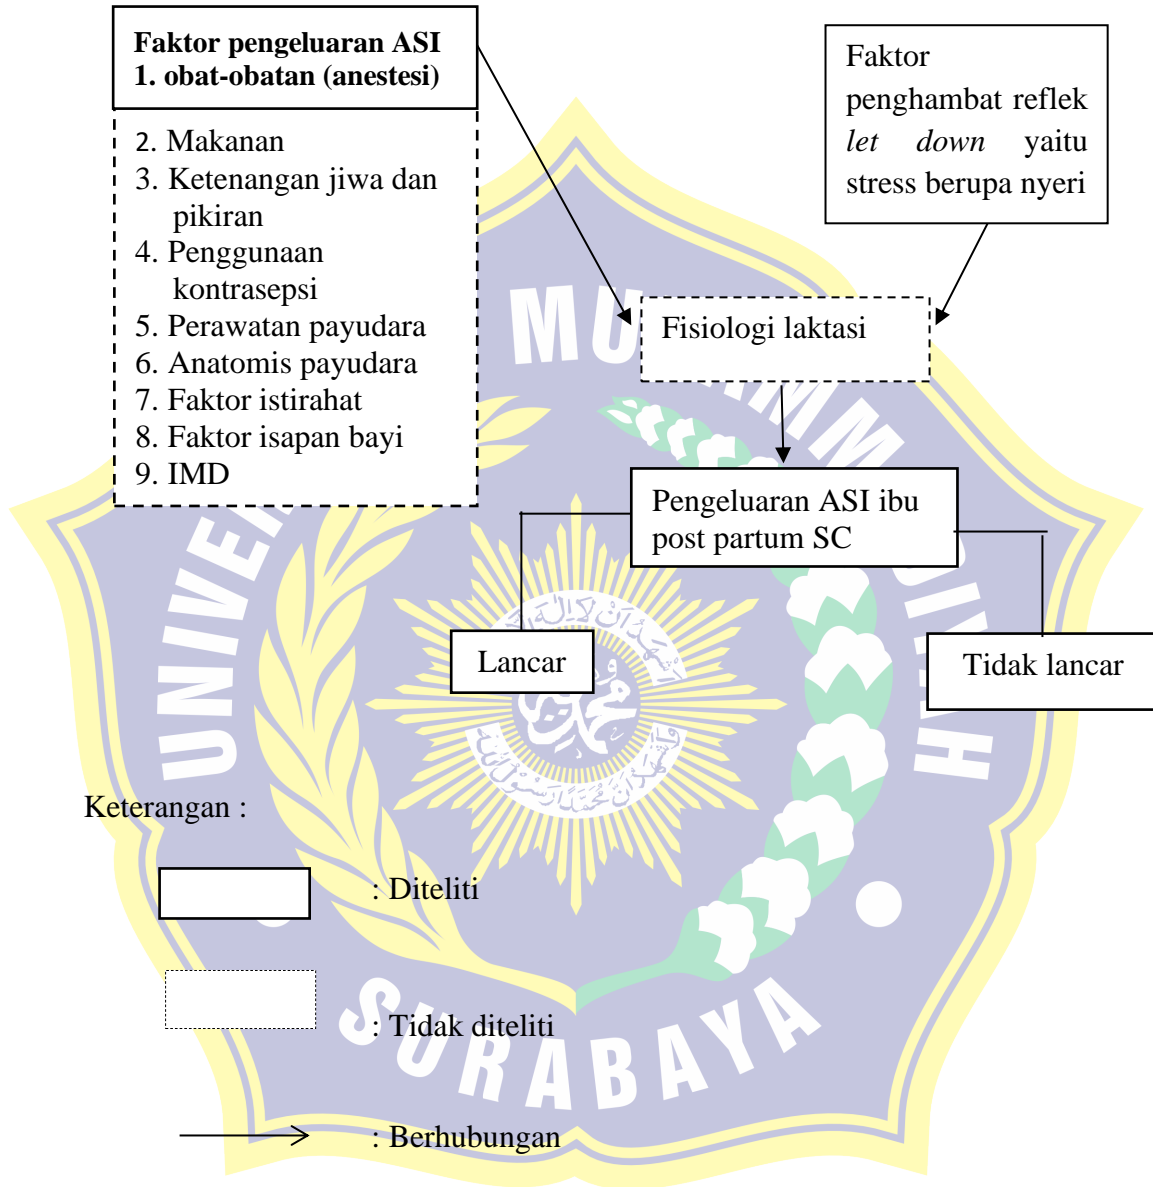 Faktor pengeluaran ASI
1. obat-obatan (anestesi)
2. Makanan
3. Ketenangan jiwa dan
pikiran
4. Penggunaan
kontrasepsi
5. Perawatan payudara
6. Anatomis payudara
7. Faktor istirahat
8. Faktor isapan bayi
9. IMD
Faktor
penghambat reflek
let down yaitu
stress berupa nyeri
Fisiologi laktasi
Pengeluaran ASI ibu
post partum SC
Lancar
Tidak lancar
Keterangan :
: Diteliti
: Tidak diteliti
: Berhubungan
SURABAYA